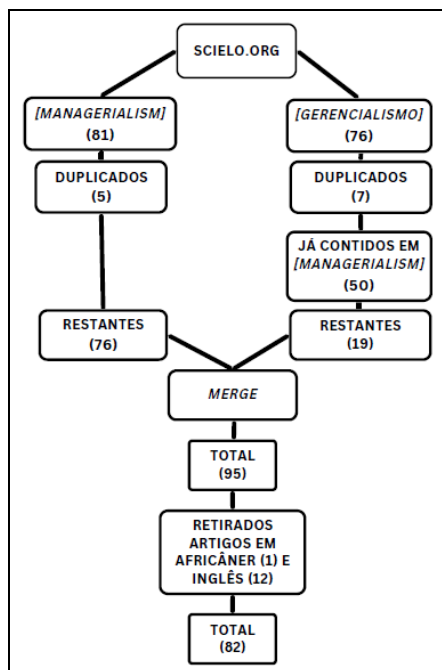 SCIELO.ORG
[MANAGERIALISM]
(81)
[GERENCIALISMO]
(76)
DUPLICADOS
(5)
DUPLICADOS
(7)
JÁ CONTIDOS EM
[MANAGERIALISM]
(50)
RESTANTES
(76)
RESTANTES
(19)
MERGE
TOTAL
(95)
RETIRADOS
ARTIGOS EM
AFRICÂNER (1) E
INGLÊS (12)
TOTAL
(82)